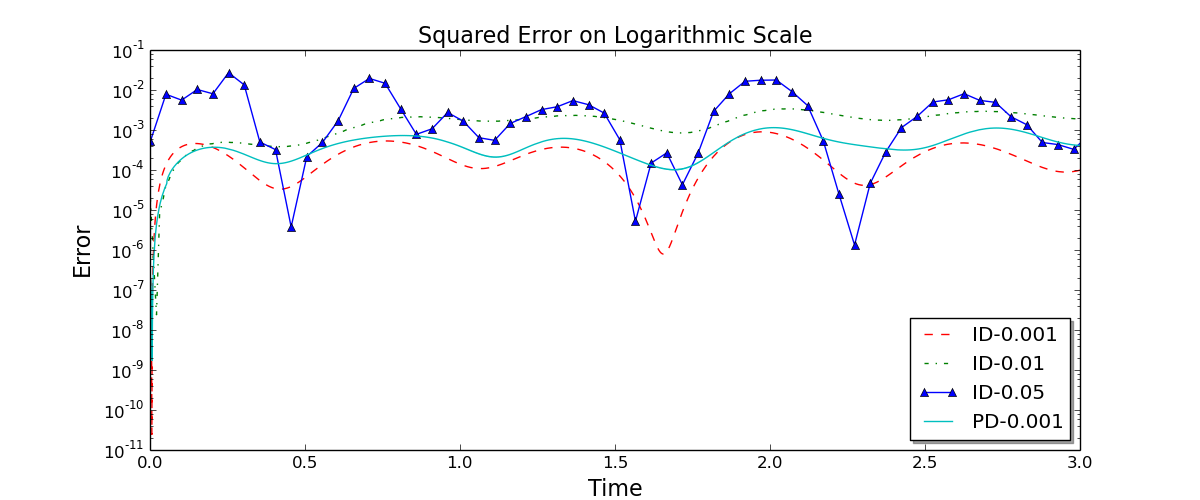 Squared Error on Logarithmic Scale
10^-1
10^-2
10^-3
10^-4
10^-5
10^-6
10^-7
10^-8
10^-9
10^-10
10^-11
Error
ID-0.001
ID-0.01
ID-0.05
PD-0.001
0.0 0.5 1.0 1.5 2.0 2.5 3.0
Time